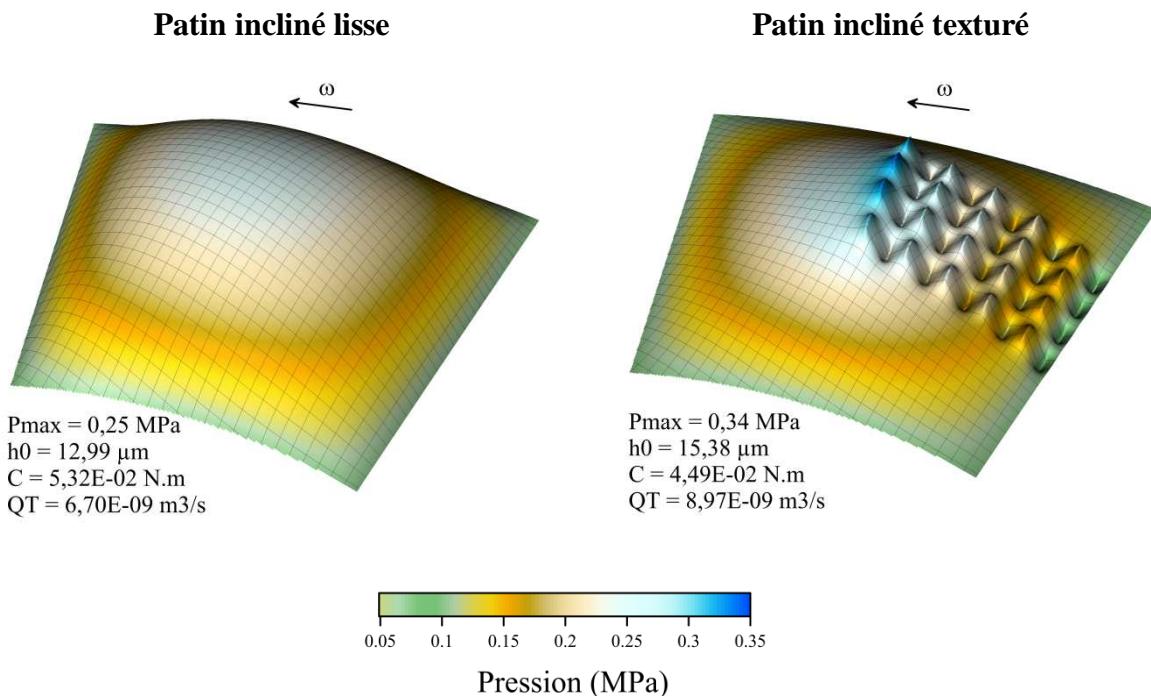 Patin incliné lisse
Patin incliné texturé
ω
ω
Pmax = 0,25 MPa
h0 = 12,99 µm
C = 5,32E-02 N.m
QT = 6,70E-09 m3/s
Pmax = 0,34 MPa
h0 = 15,38 µm
C = 4,49E-02 N.m
QT = 8,97E-09 m3/s
0.05 0.1 0.15 0.2 0.25 0.3 0.35
Pression (MPa)